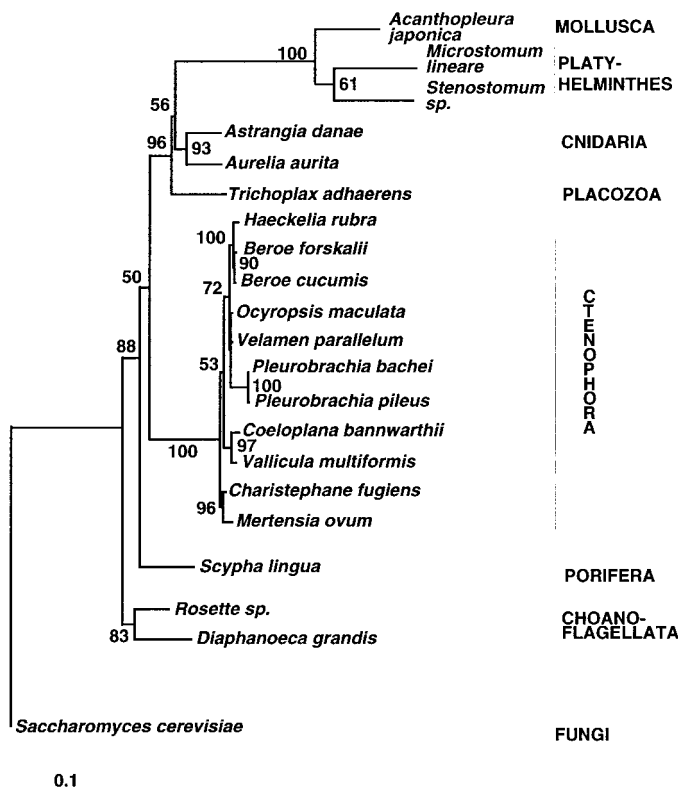 Acanthopleura
japonica
MOLLUSCA
100
Microstomum
lineare
PLATY-
HELMINTHES
61
Stenostomum
sp.
56
Astrangia danae
96
93
CNIDARIA
Aurelia aurita
Trichoplax adhaerens
PLACOZOA
Haeckelia rubra
100
Beroe forskalii
90
Beroe cucumis
50
72
CTENOPHORA
Ocyropsis maculata
Velamen parallelum
88
53
Pleurobrachia bachei
100
Pleurobrachia pileus
Coeloplana bannwarthii
97
100
Vallicula multiformis
Charistephane fugiens
96
Mertensia ovum
Scypha lingua
PORIFERA
Rosette sp.
CHOANO-
FLAGELLATA
83
Diaphanoeca grandis
Saccharomyces cerevisiae
FUNGI
0.1